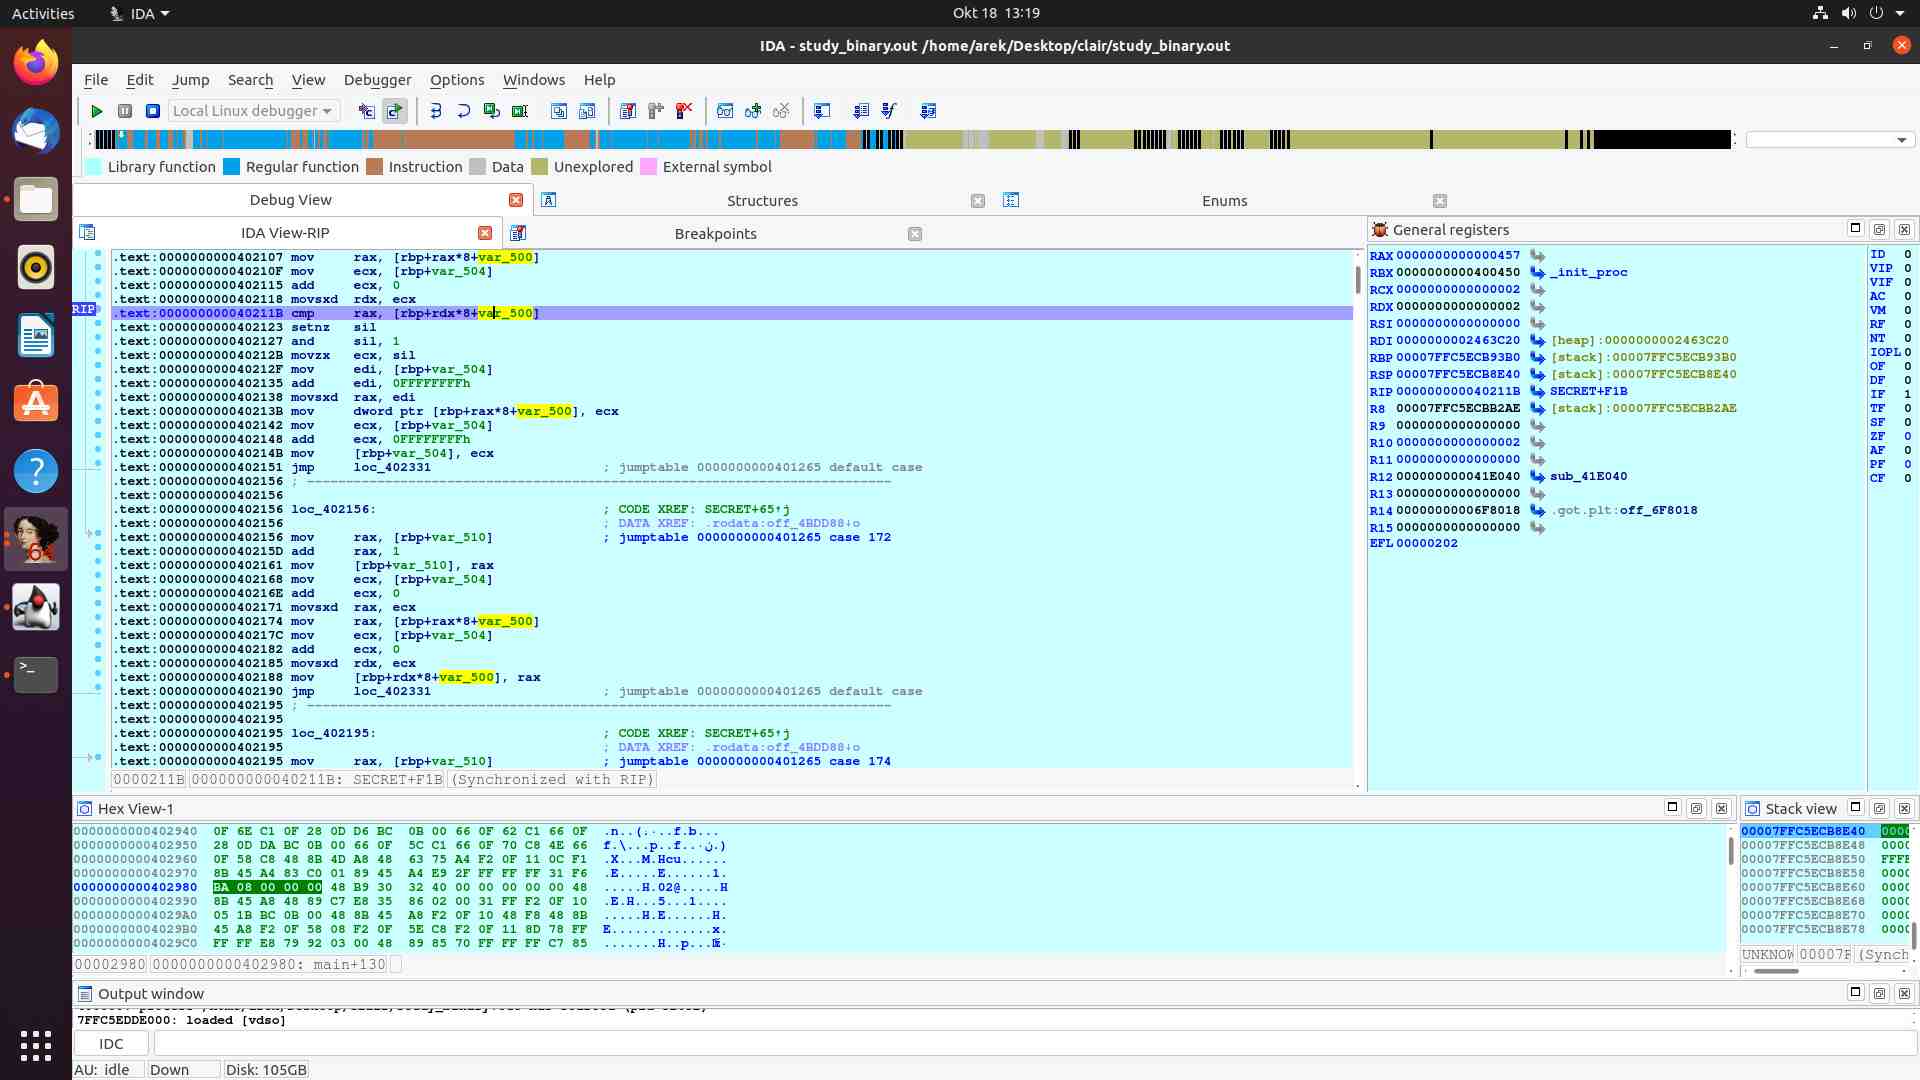 Activities IDA Okt 18 13:19
IDA - study_binary.out /home/arek/Desktop/clair/study_binary.out
File Edit Jump Search View Debugger Options Windows Help
Local Linux debugger
Library function Regular function Instruction Data Unexplored External symbol
Debug View Structures Enums
IDA View-RIP Breakpoints
RIP
.text:0000000000402107 mov rax, [rbp+rax*8+var_500]
.text:000000000040210F mov ecx, [rbp+var_504]
.text:0000000000402115 add ecx, 0
.text:0000000000402118 movsxd rdx, ecx
.text:000000000040211B cmp rax, [rbp+rdx*8+var_500]
.text:0000000000402123 setnz sil
.text:0000000000402127 and sil, 1
.text:000000000040212B movzx ecx, sil
.text:000000000040212F mov edi, [rbp+var_504]
.text:0000000000402135 add edi, 0FFFFFFFFh
.text:0000000000402138 movsxd rax, edi
.text:000000000040213B mov dword ptr [rbp+rax*8+var_500], ecx
.text:0000000000402142 mov ecx, [rbp+var_504]
.text:0000000000402148 add ecx, 0FFFFFFFFh
.text:000000000040214B mov [rbp+var_504], ecx
.text:0000000000402151 jmp loc_402331 ; jumptable 0000000000401265 default case
.text:0000000000402156 ; ---------------------------------------------------------------------------
.text:0000000000402156
.text:0000000000402156 loc_402156: ; CODE XREF: SECRET+65↑j
.text:0000000000402156 ; DATA XREF: .rodata:off_4BDD88↓o
.text:0000000000402156 mov rax, [rbp+var_510] ; jumptable 0000000000401265 case 172
.text:000000000040215D add rax, 1
.text:0000000000402161 mov [rbp+var_510], rax
.text:0000000000402168 mov ecx, [rbp+var_504]
.text:000000000040216E add ecx, 0
.text:0000000000402171 movsxd rax, ecx
.text:0000000000402174 mov rax, [rbp+rax*8+var_500]
.text:000000000040217C mov ecx, [rbp+var_504]
.text:0000000000402182 add ecx, 0
.text:0000000000402185 movsxd rdx, ecx
.text:0000000000402188 mov [rbp+rdx*8+var_500], rax
.text:0000000000402190 jmp loc_402331 ; jumptable 0000000000401265 default case
.text:0000000000402195 ; ---------------------------------------------------------------------------
.text:0000000000402195
.text:0000000000402195 loc_402195: ; CODE XREF: SECRET+65↑j
.text:0000000000402195 ; DATA XREF: .rodata:off_4BDD88↓o
.text:0000000000402195 mov rax, [rbp+var_510] ; jumptable 0000000000401265 case 174
0000211B 000000000040211B: SECRET+F1B (Synchronized with RIP)
General registers
RAX 0000000000000457
RBX 0000000000400450 _init_proc
RCX 0000000000000002
RDX 0000000000000002
RSI 0000000000000000
RDI 0000000002463C20 [heap]:0000000002463C20
RBP 00007FFC5ECB93B0 [stack]:00007FFC5ECB93B0
RSP 00007FFC5ECB8E40 [stack]:00007FFC5ECB8E40
RIP 000000000040211B SECRET+F1B
R8 00007FFC5ECBB2AE [stack]:00007FFC5ECBB2AE
R9 0000000000000000
R10 0000000000000002
R11 0000000000000000
R12 000000000041E040 sub_41E040
R13 0000000000000000
R14 00000000006F8018 .got.plt:off_6F8018
R15 0000000000000000
EFL 00000202
ID 0
VIP 0
VIF 0
AC 0
VM 0
RF 0
NT 0
IOPL 0
OF 0
DF 0
IF 1
TF 0
SF 0
ZF 0
AF 0
PF 0
CF 0
Hex View-1
0000000000402940 0F 6E C1 0F 28 0D D6 BC 0B 00 66 0F 62 C1 66 0F
0000000000402950 28 0D DA BC 0B 00 66 0F 5C C1 66 0F 70 C8 4E 66
0000000000402960 0F 58 C8 48 8B 4D A8 48 63 75 A4 F2 0F 11 0C F1 .X...M.Hcu......
0000000000402970 8B 45 A4 83 C0 01 89 45 A4 E9 2F FF FF FF 31 F6
0000000000402980 BA 08 00 00 00 48 B9 30 32 40 00 00 00 00 00 48 .....H.02@.....H
0000000000402990 8B 45 A8 48 89 C7 E8 35 86 02 00 31 FF F2 0F 10 .E.H...5...1....
00000000004029A0 05 1B BC 0B 00 48 8B 45 A8 F2 0F 10 48 F8 48 8B .....H.E....H.H.
00000000004029B0 45 A8 F2 0F 58 08 F2 0F 5E C8 F2 0F 11 8D 78 FF
00000000004029C0 FF FF E8 79 92 03 00 48 89 85 70 FF FF FF C7 85
00002980 0000000000402980: main+130
Stack view
00007FFC5ECB8E40 0000
00007FFC5ECB8E48 0000
00007FFC5ECB8E50 FFFF
00007FFC5ECB8E58 0000
00007FFC5ECB8E60 0000
00007FFC5ECB8E68 0000
00007FFC5ECB8E70 0000
00007FFC5ECB8E78 0000
UNKNOW 00007F (Synch
Output window
7FFC5EDDE000: loaded [vdso]
IDC
AU: idle Down Disk: 105GB